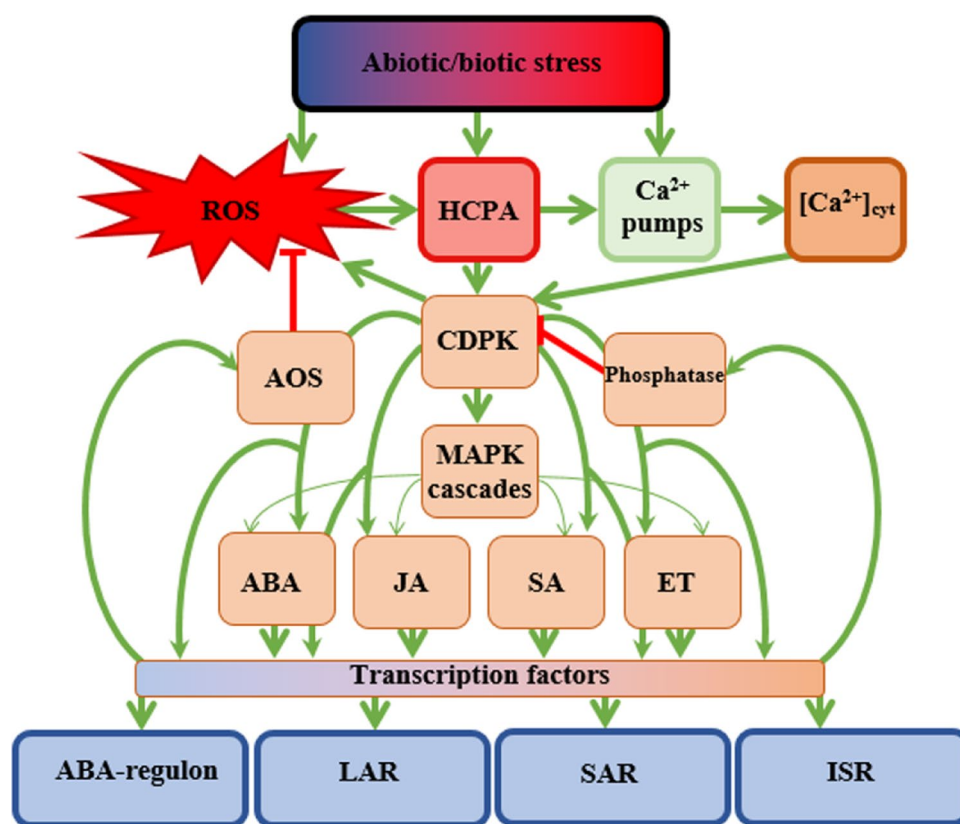 Abiotic/biotic stress
ROS
HCPA
Ca²⁺
pumps
[Ca²⁺]cyt
CDPK
AOS
Phosphatase
MAPK
cascades
ABA
JA
SA
ET
Transcription factors
ABA-regulon
LAR
SAR
ISR